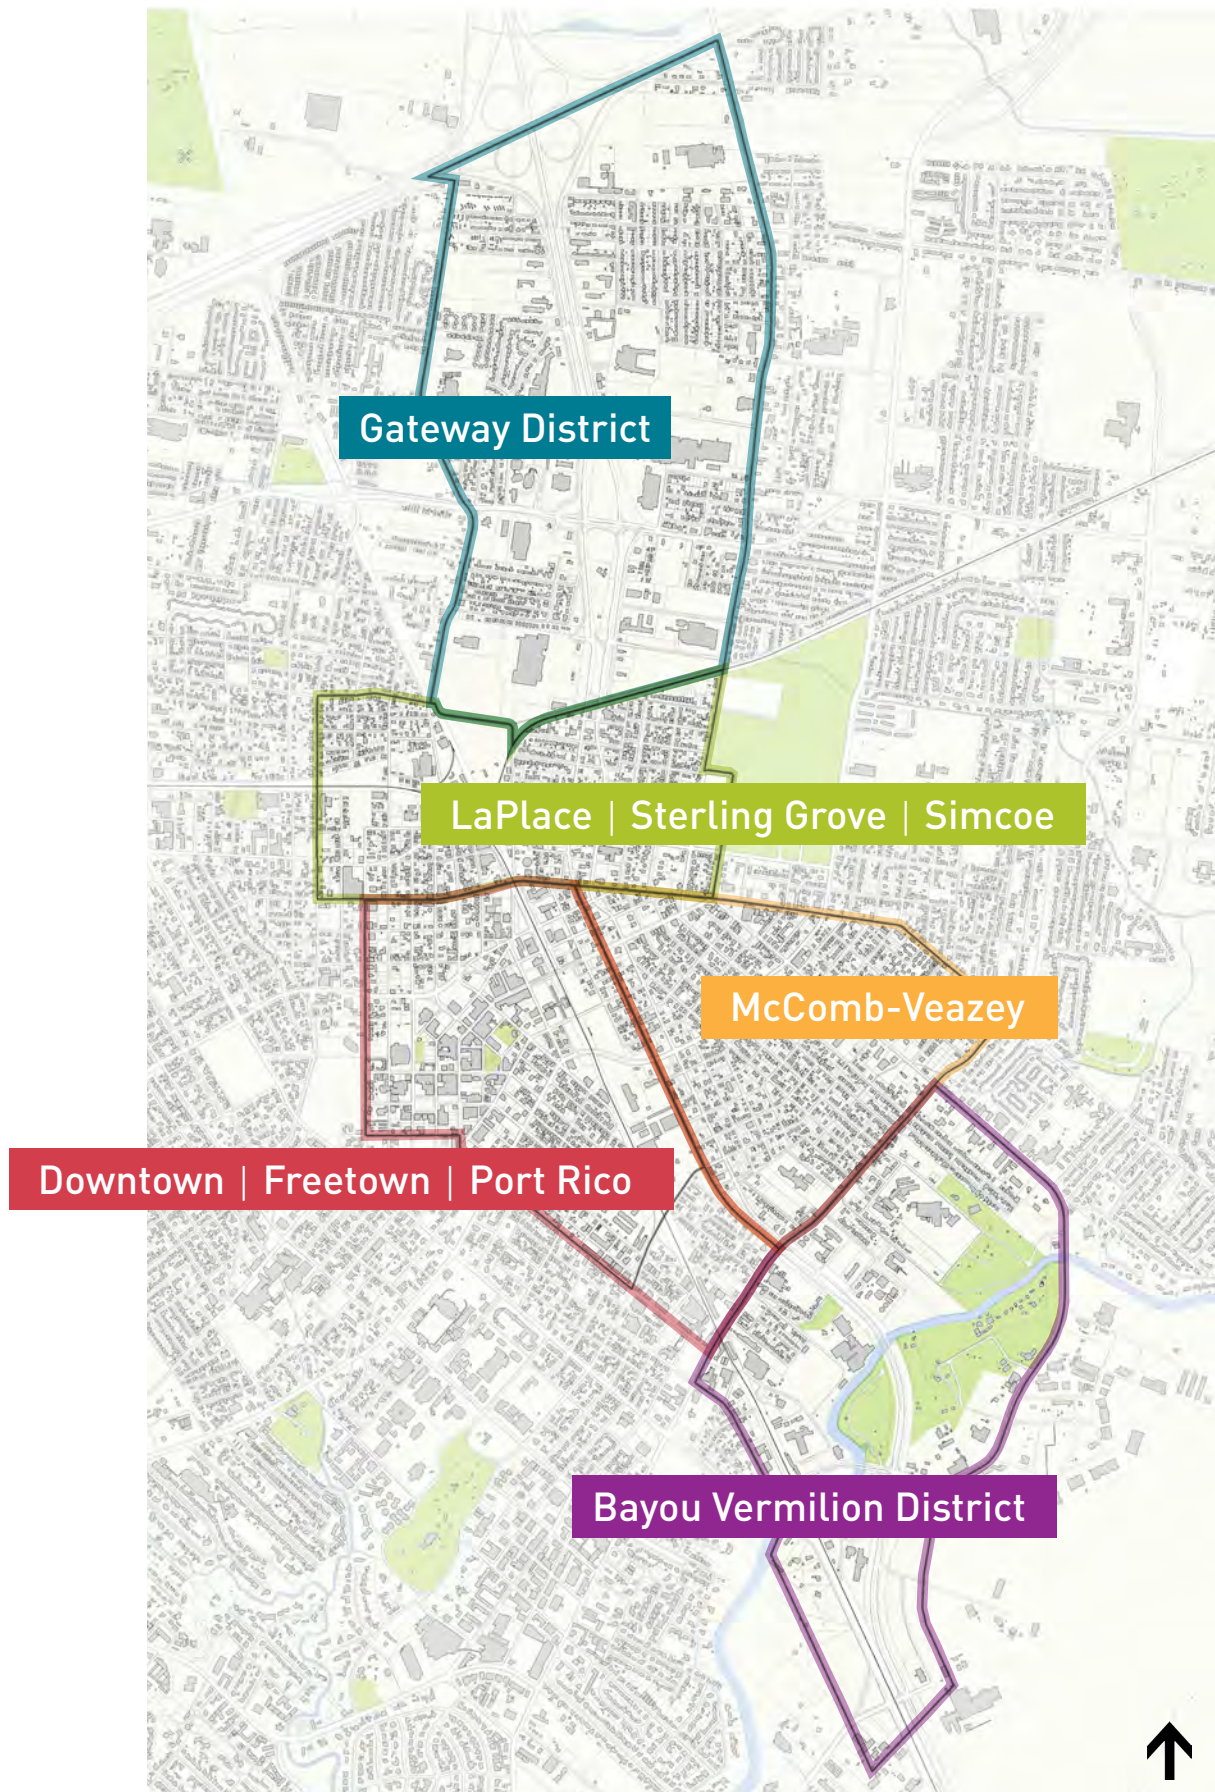 Gateway District
LaPlace | Sterling Grove | Simcoe
McComb-Veazey
Downtown | Freetown | Port Rico
Bayou Vermilion District